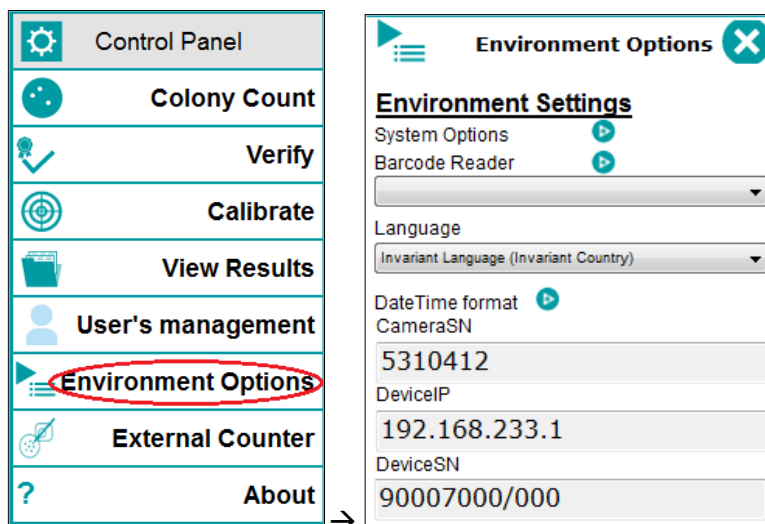 Control Panel
Colony Count
Verify
Calibrate
View Results
User's management
Environment Options
External Counter
? About
→
Environment Options
Environment Settings
System Options
Barcode Reader
Language
Invariant Language (Invariant Country)
DateTime format
CameraSN
5310412
DeviceIP
192.168.233.1
DeviceSN
90007000/000